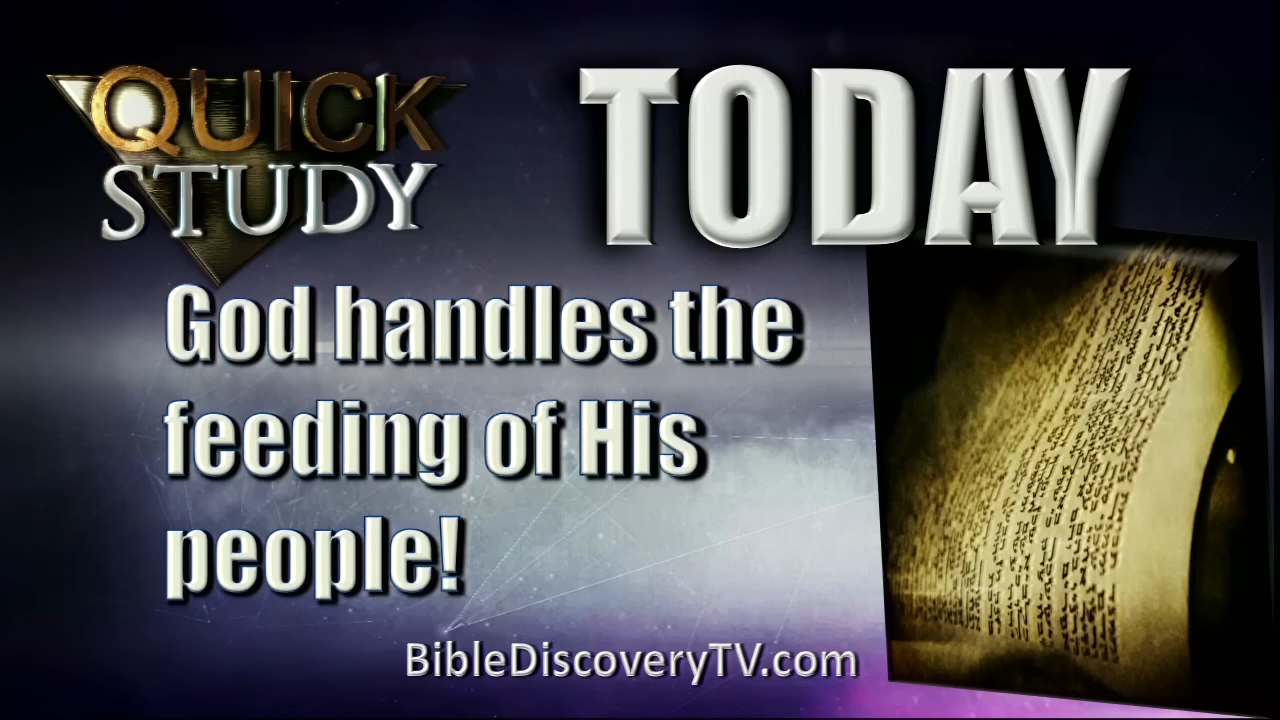 QUICK
STUDY
TODAY
God handles the
feeding of His
people!
BibleDiscoveryTV.com